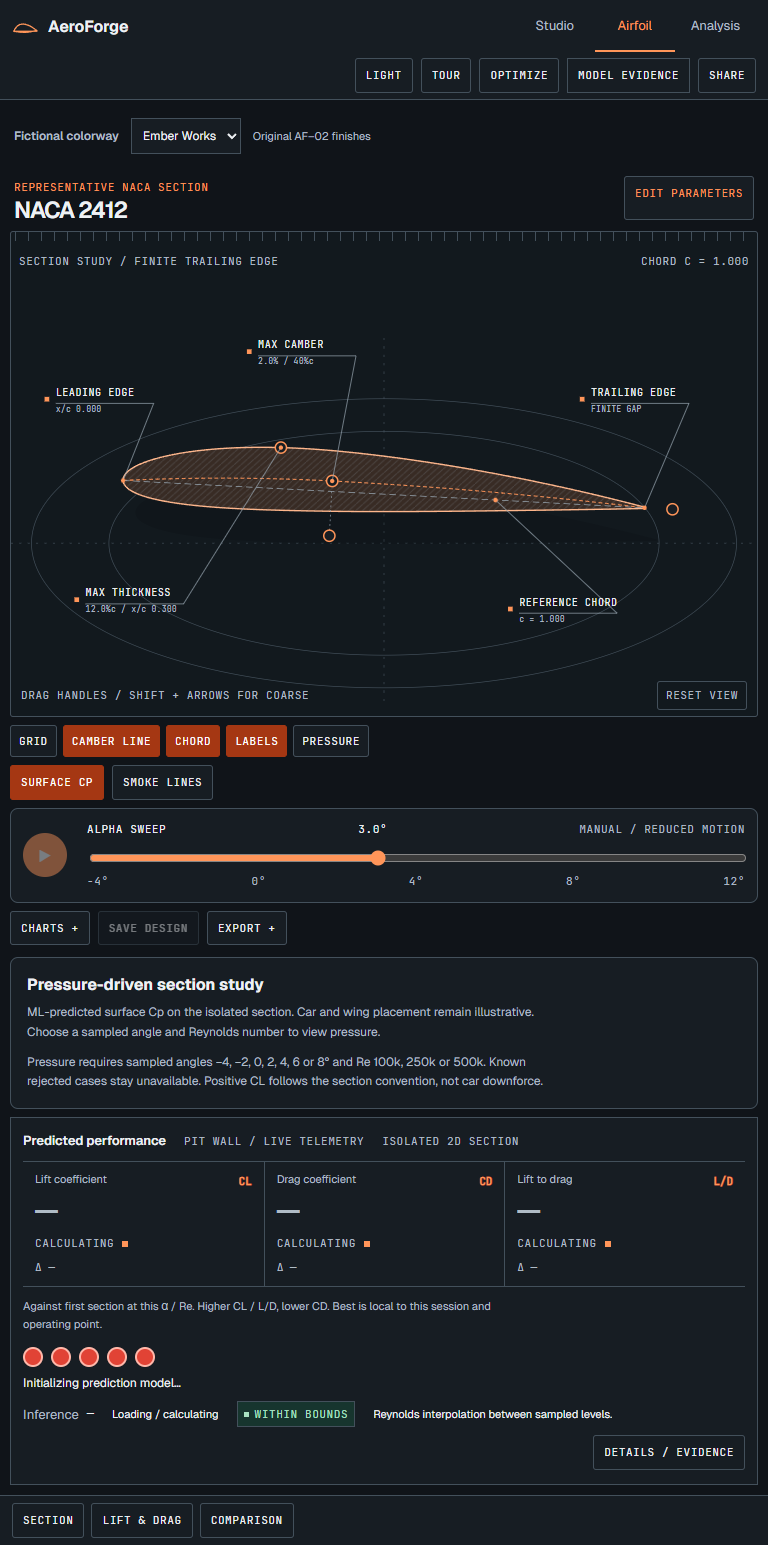 AeroForge
Studio
Airfoil
Analysis
LIGHT
TOUR
OPTIMIZE
MODEL EVIDENCE
SHARE
Fictional colorway
Ember Works
Original AF–02 finishes
REPRESENTATIVE NACA SECTION
NACA 2412
EDIT PARAMETERS
SECTION STUDY / FINITE TRAILING EDGE
CHORD C = 1.000
MAX CAMBER
2.0% / 40%c
LEADING EDGE
x/c 0.000
TRAILING EDGE
FINITE GAP
MAX THICKNESS
12.0%c / x/c 0.300
REFERENCE CHORD
c = 1.000
DRAG HANDLES / SHIFT + ARROWS FOR COARSE
RESET VIEW
GRID
CAMBER LINE
CHORD
LABELS
PRESSURE
SURFACE CP
SMOKE LINES
ALPHA SWEEP
3.0°
MANUAL / REDUCED MOTION
-4°
0°
4°
8°
12°
CHARTS +
SAVE DESIGN
EXPORT +
Pressure-driven section study
ML-predicted surface Cp on the isolated section. Car and wing placement remain illustrative.
Choose a sampled angle and Reynolds number to view pressure.
Pressure requires sampled angles −4, −2, 0, 2, 4, 6 or 8° and Re 100k, 250k or 500k. Known
rejected cases stay unavailable. Positive CL follows the section convention, not car downforce.
Predicted performance
PIT WALL / LIVE TELEMETRY
ISOLATED 2D SECTION
Lift coefficient
CL
—
CALCULATING
Δ —
Drag coefficient
CD
—
CALCULATING
Δ —
Lift to drag
L/D
—
CALCULATING
Δ —
Against first section at this α / Re. Higher CL / L/D, lower CD. Best is local to this session and
operating point.
Initializing prediction model…
Inference —
Loading / calculating
WITHIN BOUNDS
Reynolds interpolation between sampled levels.
DETAILS / EVIDENCE
SECTION
LIFT & DRAG
COMPARISON